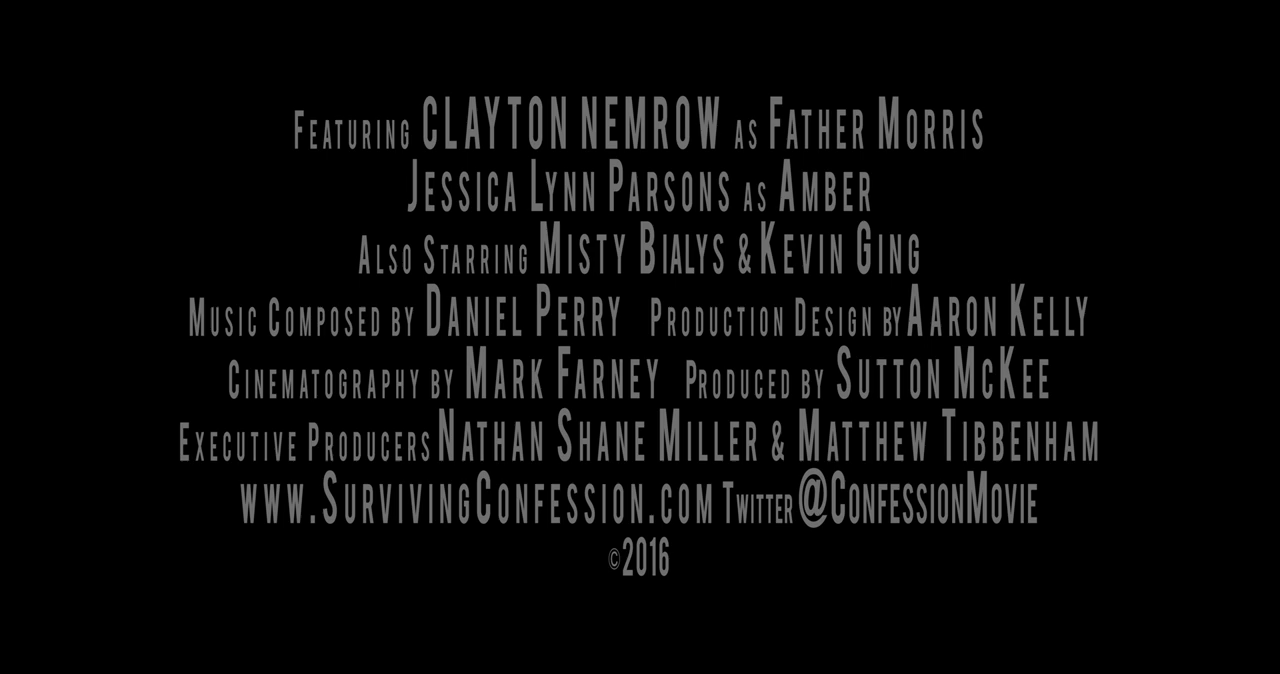 Featuring CLAYTON NEMROW as Father Morris
Jessica Lynn Parsons as Amber
Also Starring Misty Bialys & Kevin Ging
Music Composed by Daniel Perry Production Design by Aaron Kelly
Cinematography by Mark Farney Produced by Sutton McKee
Executive Producers Nathan Shane Miller & Matthew Tibbenham
www.SurvivingConfession.com Twitter @ConfessionMovie
©2016